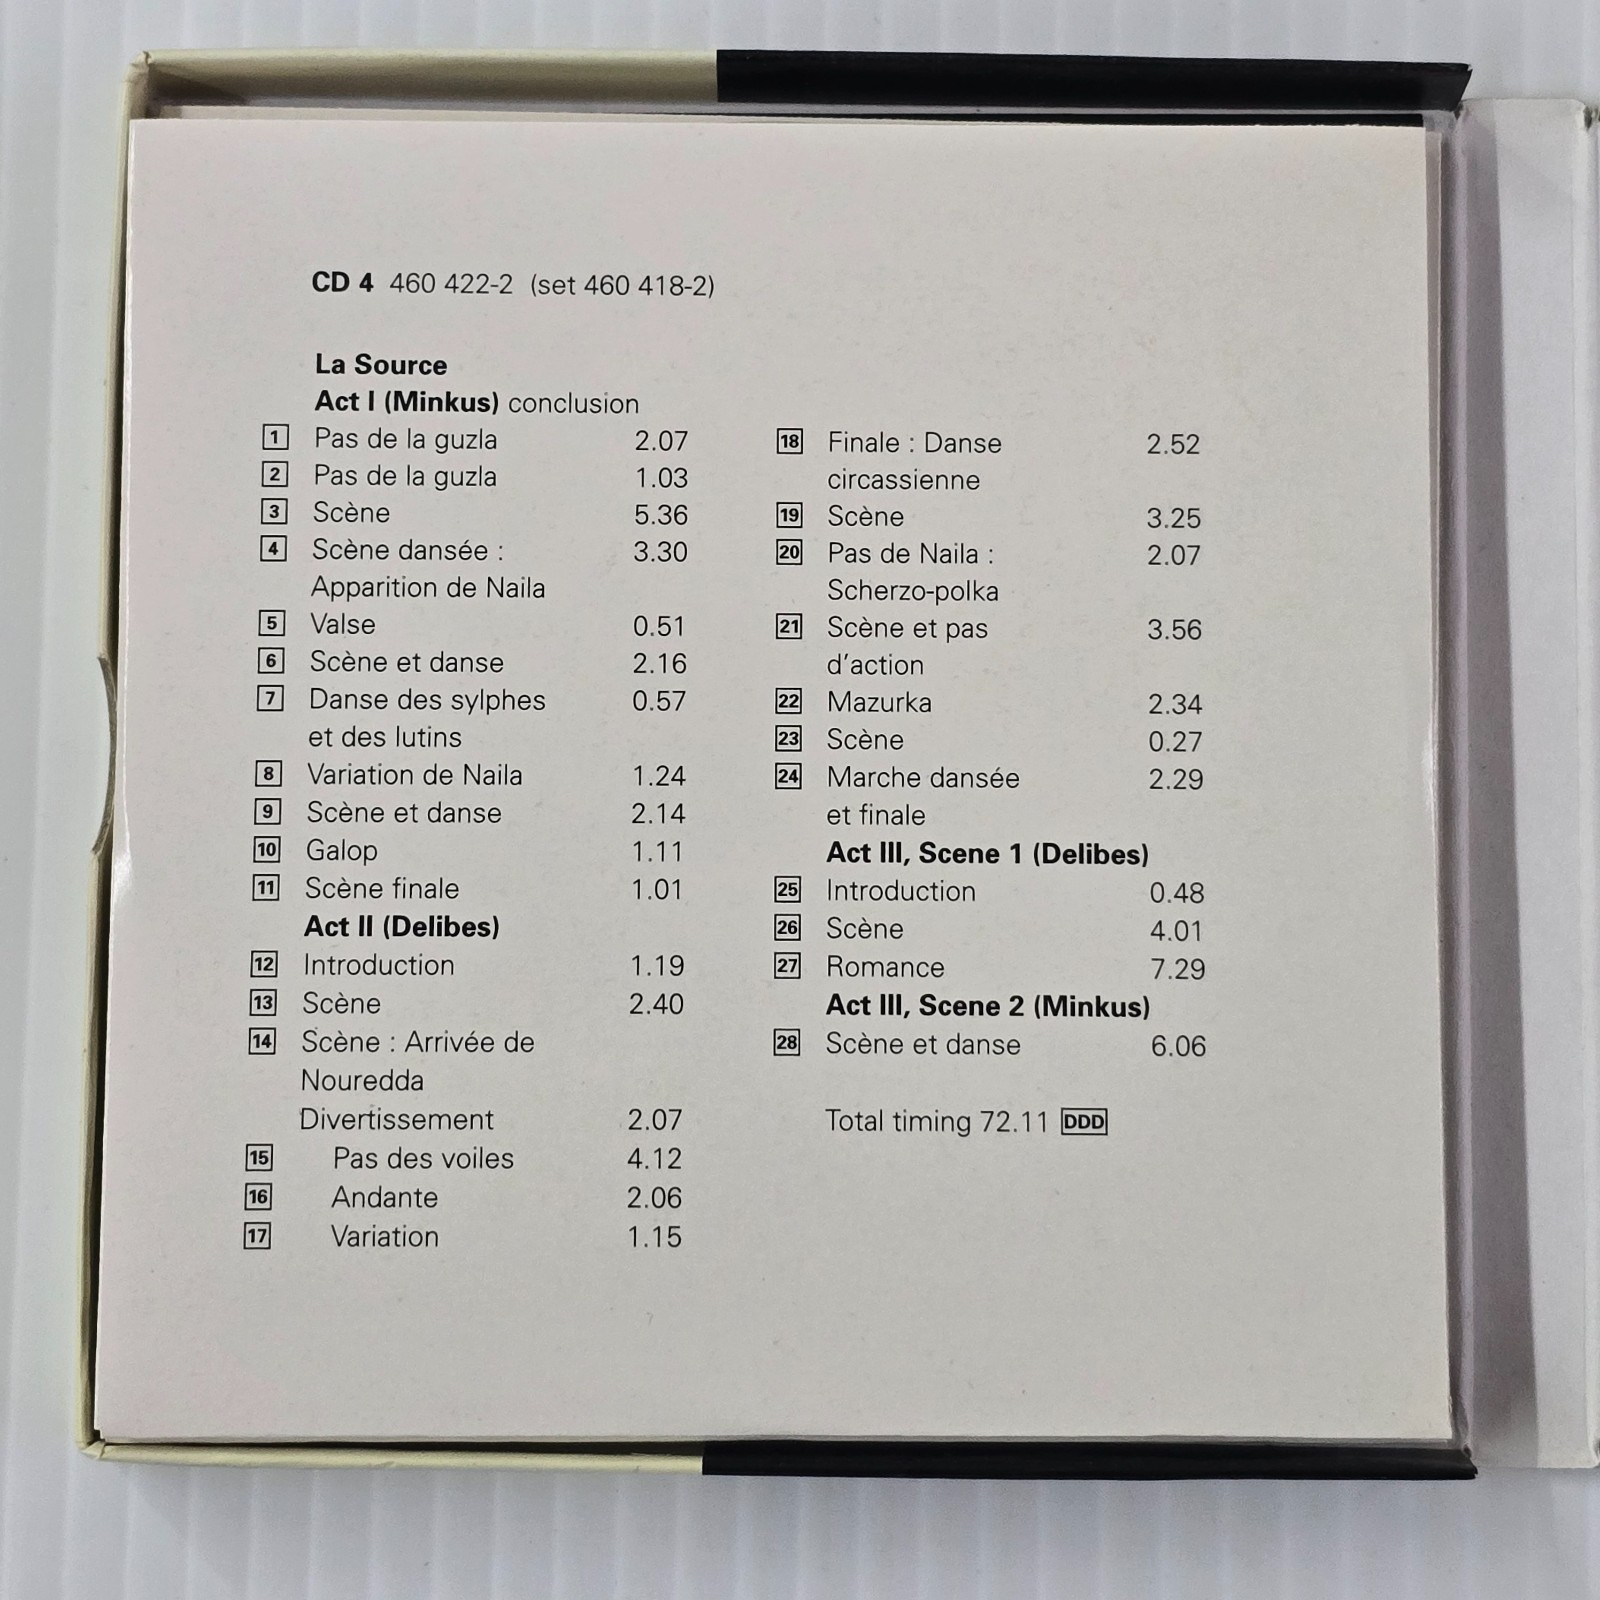 CD 4 460 422-2 (set 460 418-2)
La Source
Act I (Minkus) conclusion
1 Pas de la guzla 2.07
2 Pas de la guzla 1.03
3 Scène 5.36
4 Scène dansée : 3.30
Apparition de Naila
5 Valse 0.51
6 Scène et danse 2.16
7 Danse des sylphes 0.57
et des lutins
8 Variation de Naila 1.24
9 Scène et danse 2.14
10 Galop 1.11
11 Scène finale 1.01
Act II (Delibes)
12 Introduction 1.19
13 Scène 2.40
14 Scène : Arrivée de
Nouredda
Divertissement 2.07
15 Pas des voiles 4.12
16 Andante 2.06
17 Variation 1.15
18 Finale : Danse 2.52
circassienne
19 Scène 3.25
20 Pas de Naila : 2.07
Scherzo-polka
21 Scène et pas 3.56
d'action
22 Mazurka 2.34
23 Scène 0.27
24 Marche dansée 2.29
et finale
Act III, Scene 1 (Delibes)
25 Introduction 0.48
26 Scène 4.01
27 Romance 7.29
Act III, Scene 2 (Minkus)
28 Scène et danse 6.06
Total timing 72.11 DDD